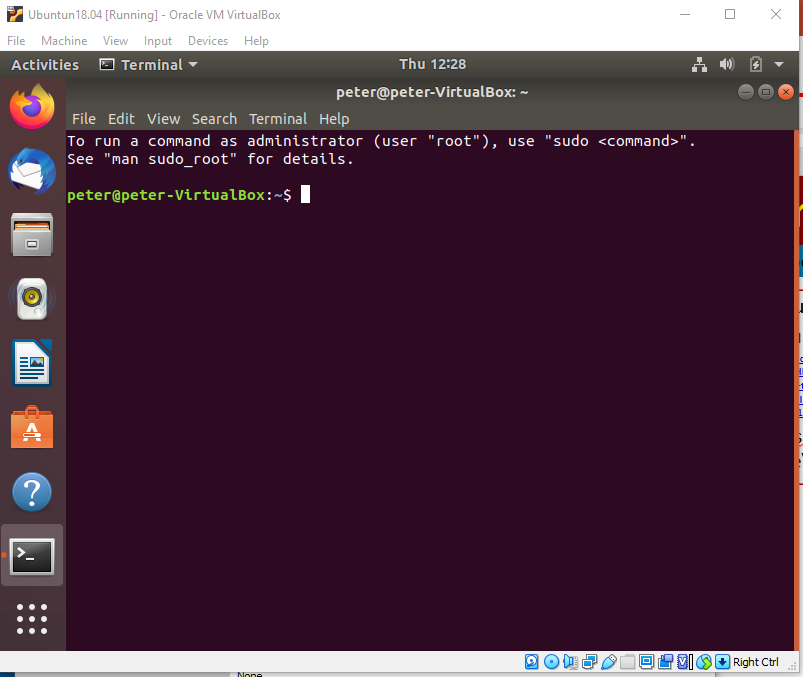 Ubuntun18.04 [Running] - Oracle VM VirtualBox
File Machine View Input Devices Help
Activities Terminal Thu 12:28
peter@peter-VirtualBox: ~
File Edit View Search Terminal Help
To run a command as administrator (user "root"), use "sudo <command>".
See "man sudo_root" for details.
peter@peter-VirtualBox:~$
Right Ctrl
None